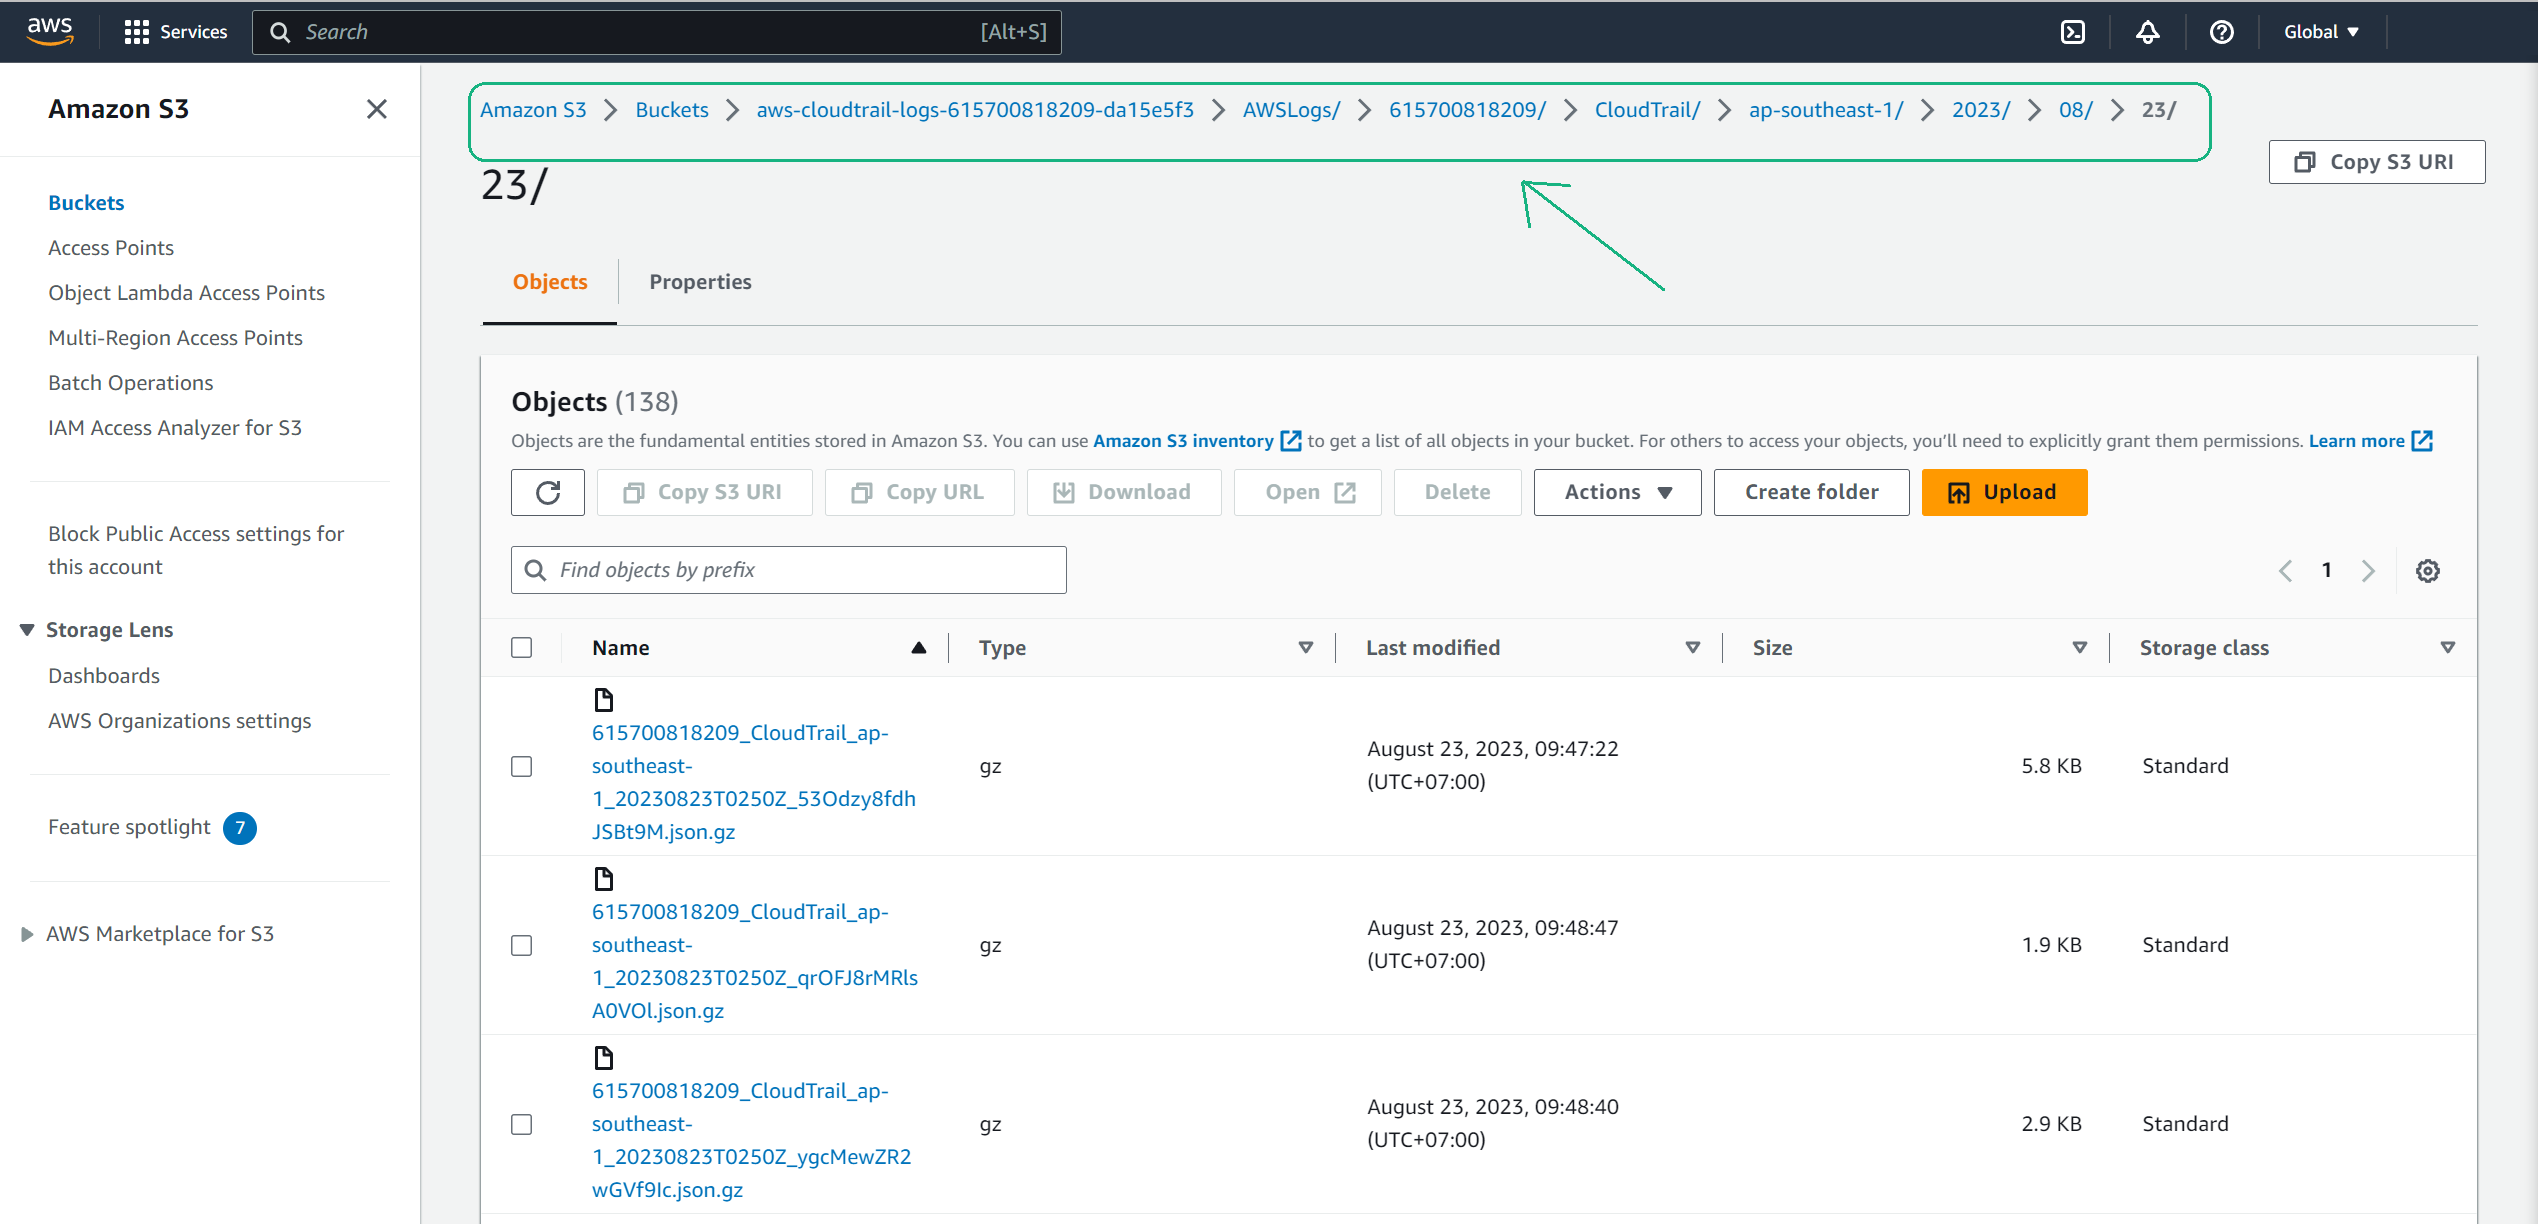 aws
Services
Search
[Alt+S]
Global
Amazon S3
Buckets
Access Points
Object Lambda Access Points
Multi-Region Access Points
Batch Operations
IAM Access Analyzer for S3
Block Public Access settings for
this account
Storage Lens
Dashboards
AWS Organizations settings
Feature spotlight 7
AWS Marketplace for S3
Amazon S3 > Buckets > aws-cloudtrail-logs-615700818209-da15e5f3 > AWSLogs/ > 615700818209/ > CloudTrail/ > ap-southeast-1/ > 2023/ > 08/ > 23/
23/
Copy S3 URI
Objects
Properties
Objects (138)
Objects are the fundamental entities stored in Amazon S3. You can use Amazon S3 inventory to get a list of all objects in your bucket. For others to access your objects, you'll need to explicitly grant them permissions. Learn more
Copy S3 URI
Copy URL
Download
Open
Delete
Actions
Create folder
Upload
Find objects by prefix
1
Name
Type
Last modified
Size
Storage class
615700818209_CloudTrail_ap-
southeast-
1_20230823T0250Z_53Odzy8fdh
JSBt9M.json.gz
gz
August 23, 2023, 09:47:22
(UTC+07:00)
5.8 KB
Standard
615700818209_CloudTrail_ap-
southeast-
1_20230823T0250Z_qrOFJ8rMRls
A0VOl.json.gz
gz
August 23, 2023, 09:48:47
(UTC+07:00)
1.9 KB
Standard
615700818209_CloudTrail_ap-
southeast-
1_20230823T0250Z_ygcMewZR2
wGVf9Ic.json.gz
gz
August 23, 2023, 09:48:40
(UTC+07:00)
2.9 KB
Standard